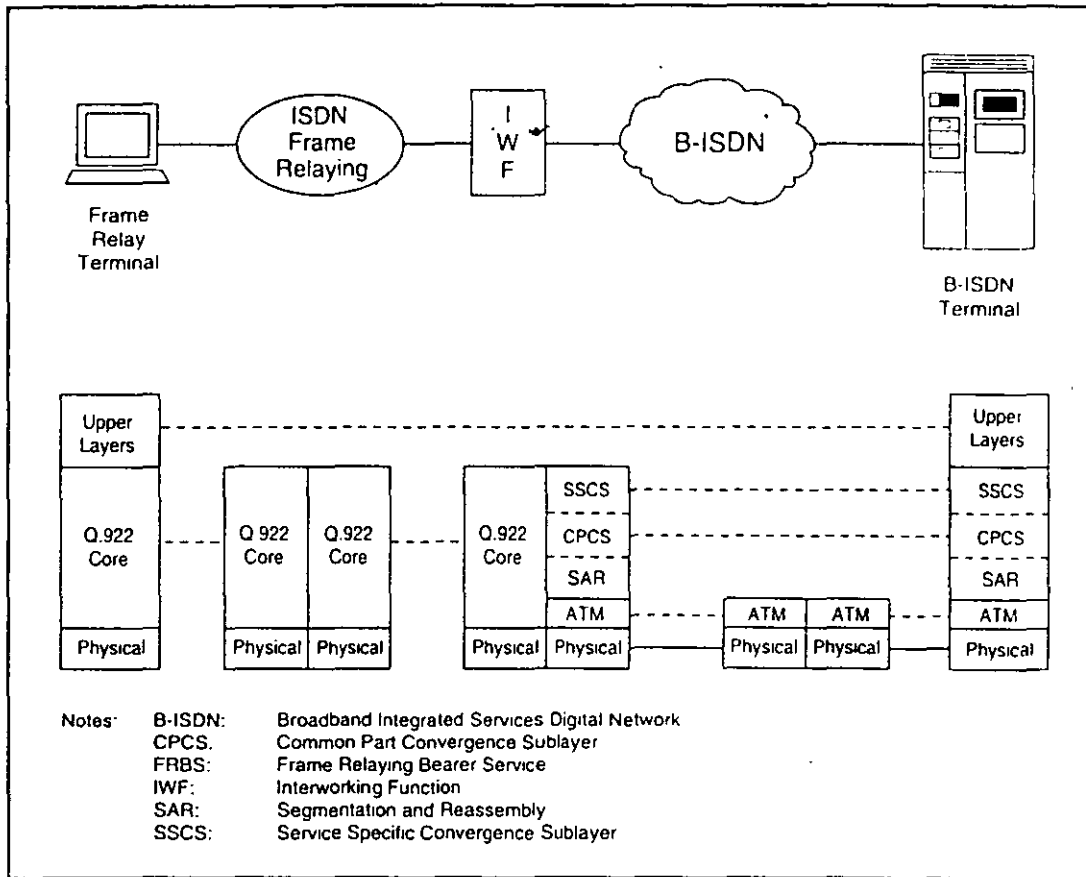 ISDN
Frame
Relaying
I
W
F
B-ISDN
Frame
Relay
Terminal
B-ISDN
Terminal
Upper
Layers
Upper
Layers
Q.922
Core
Q 922
Core
Q.922
Core
Q.922
Core
SSCS
CPCS
SAR
ATM
SSCS
CPCS
SAR
ATM
ATM
ATM
Physical
Physical
Physical
Physical
Physical
Physical
Physical
Physical
Notes: B-ISDN: Broadband Integrated Services Digital Network
CPCS. Common Part Convergence Sublayer
FRBS: Frame Relaying Bearer Service
IWF: Interworking Function
SAR: Segmentation and Reassembly
SSCS: Service Specific Convergence Sublayer